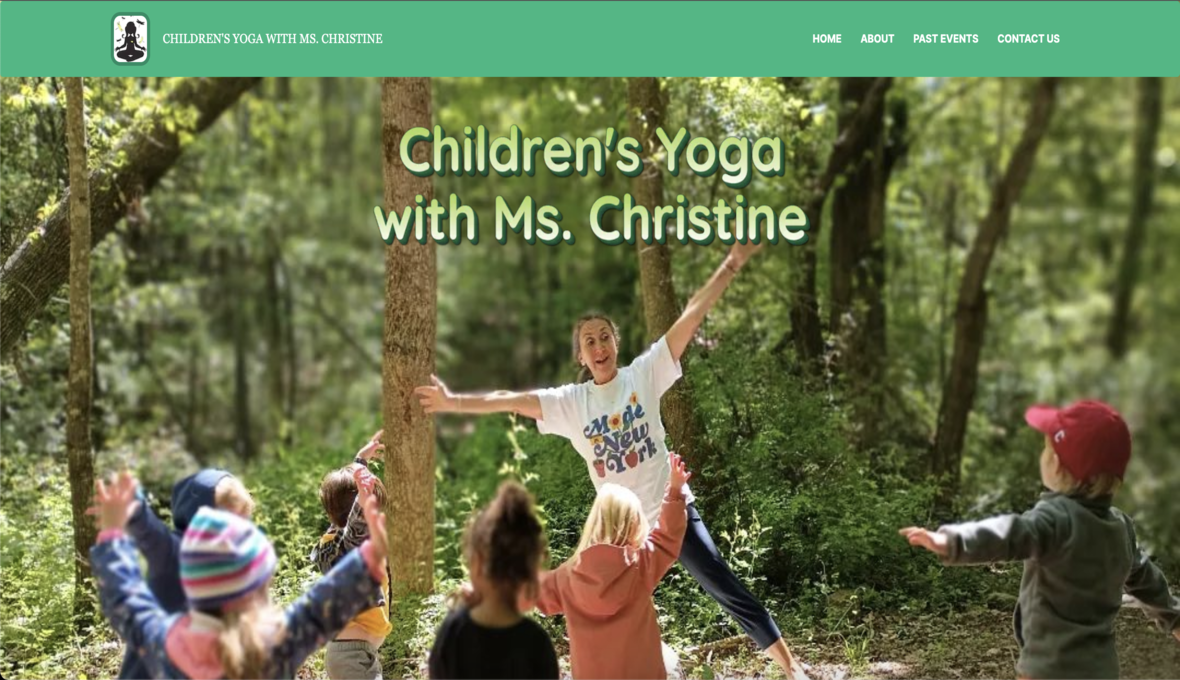 CHILDREN'S YOGA WITH MS. CHRISTINE
HOME ABOUT PAST EVENTS CONTACT US
Children's Yoga
with Ms. Christine
Made
New
York